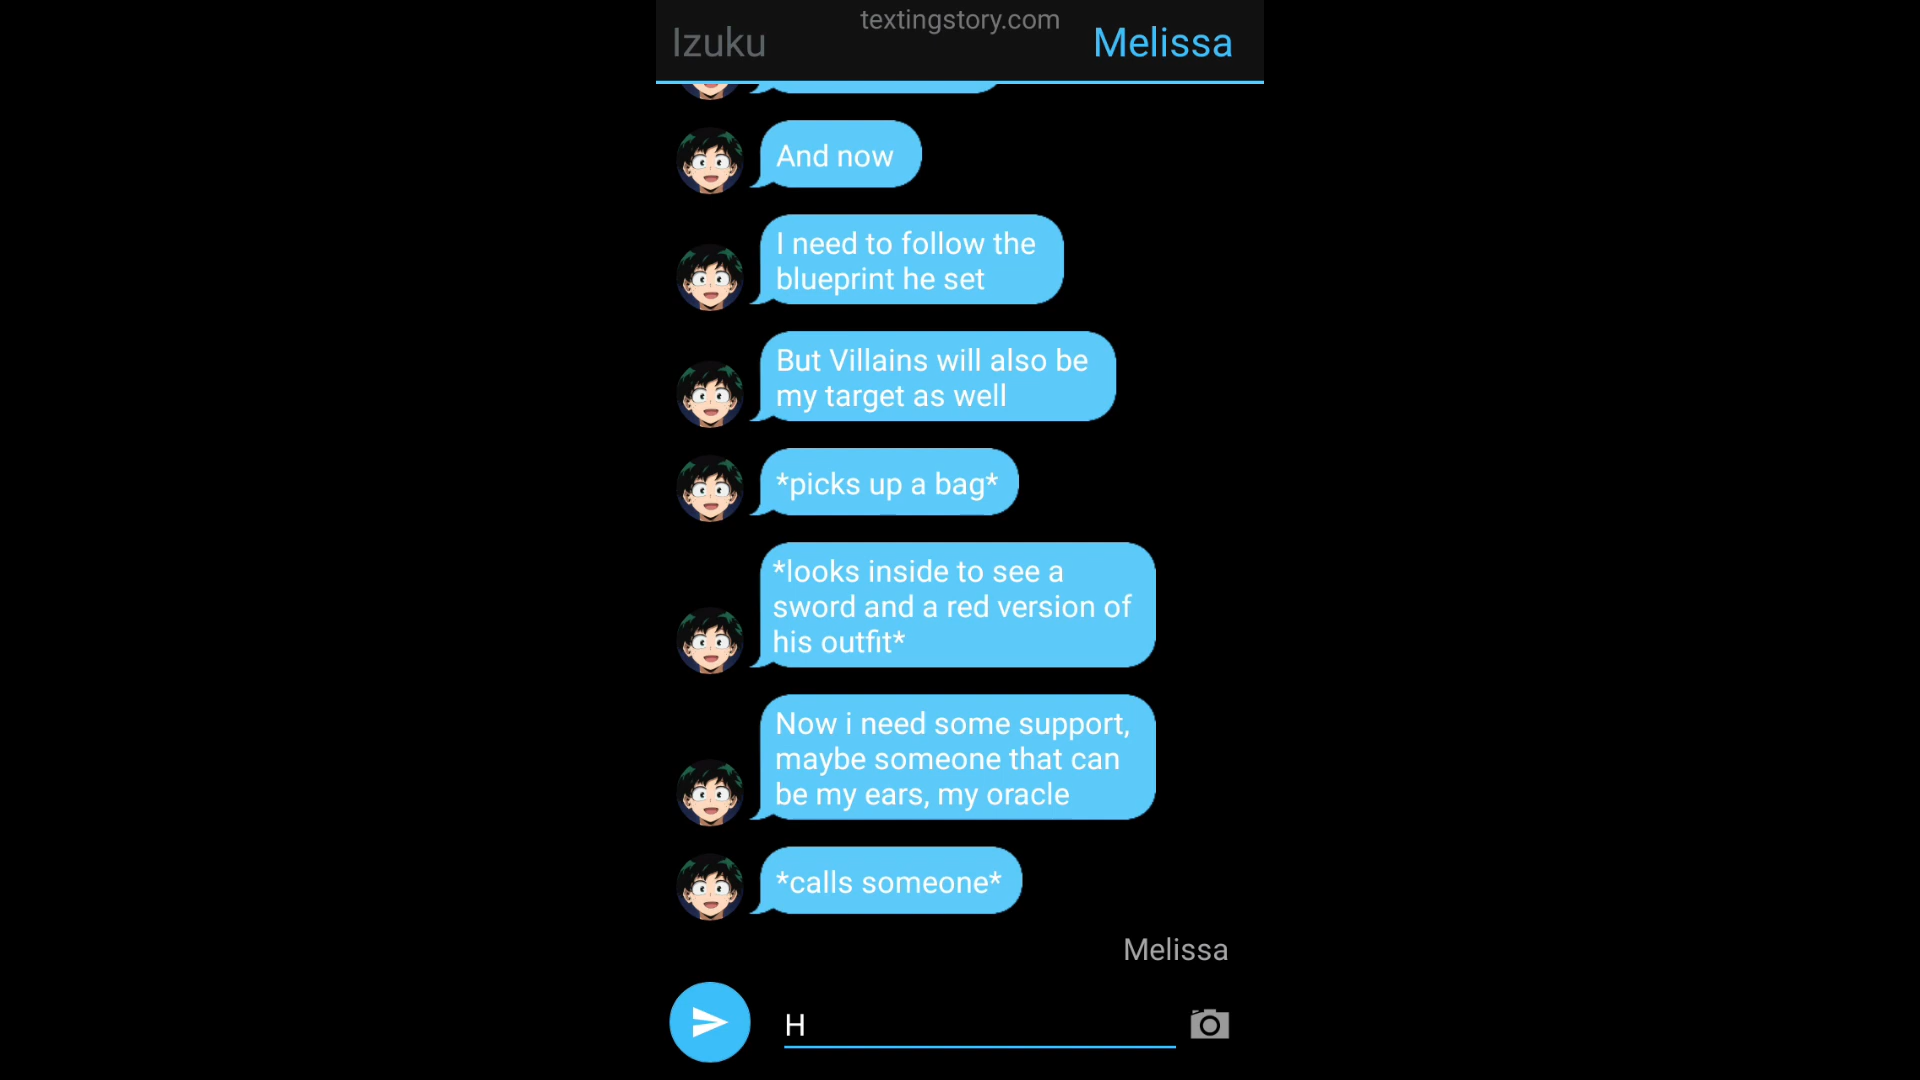 textingstory.com
Izuku
Melissa
And now
I need to follow the
blueprint he set
But Villains will also be
my target as well
*picks up a bag*
*looks inside to see a
sword and a red version of
his outfit*
Now i need some support,
maybe someone that can
be my ears, my oracle
*calls someone*
Melissa
H